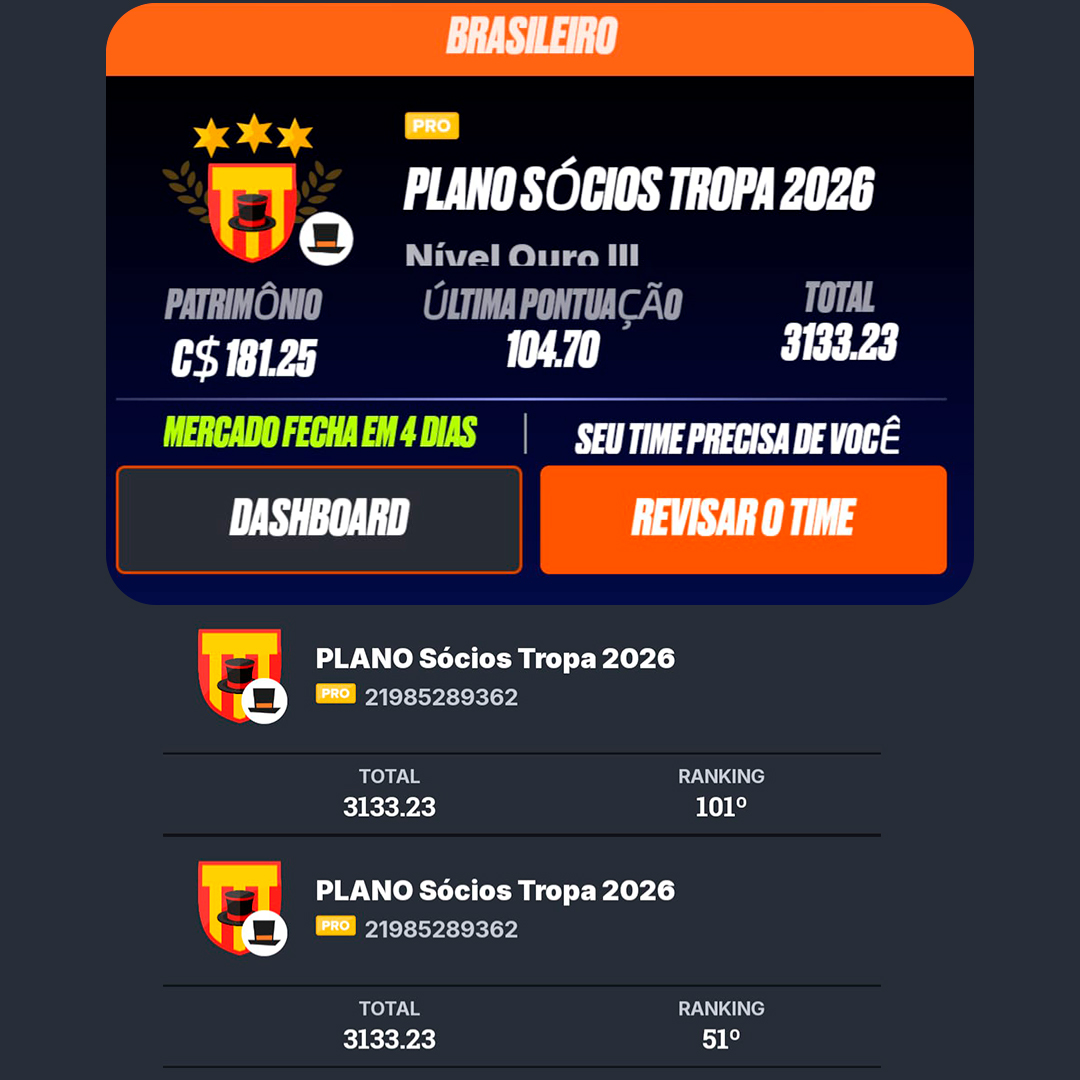 BRASILEIRO
PRO
PLANO SÓCIOS TROPA 2026
Nível Ouro III
PATRIMÔNIO
C$ 181.25
ÚLTIMA PONTUAÇÃO
104.70
TOTAL
3133.23
MERCADO FECHA EM 4 DIAS
SEU TIME PRECISA DE VOCÊ
DASHBOARD
REVISAR O TIME
PLANO Sócios Tropa 2026
PRO 21985289362
TOTAL RANKING
3133.23 101º
PLANO Sócios Tropa 2026
PRO 21985289362
TOTAL RANKING
3133.23 51º